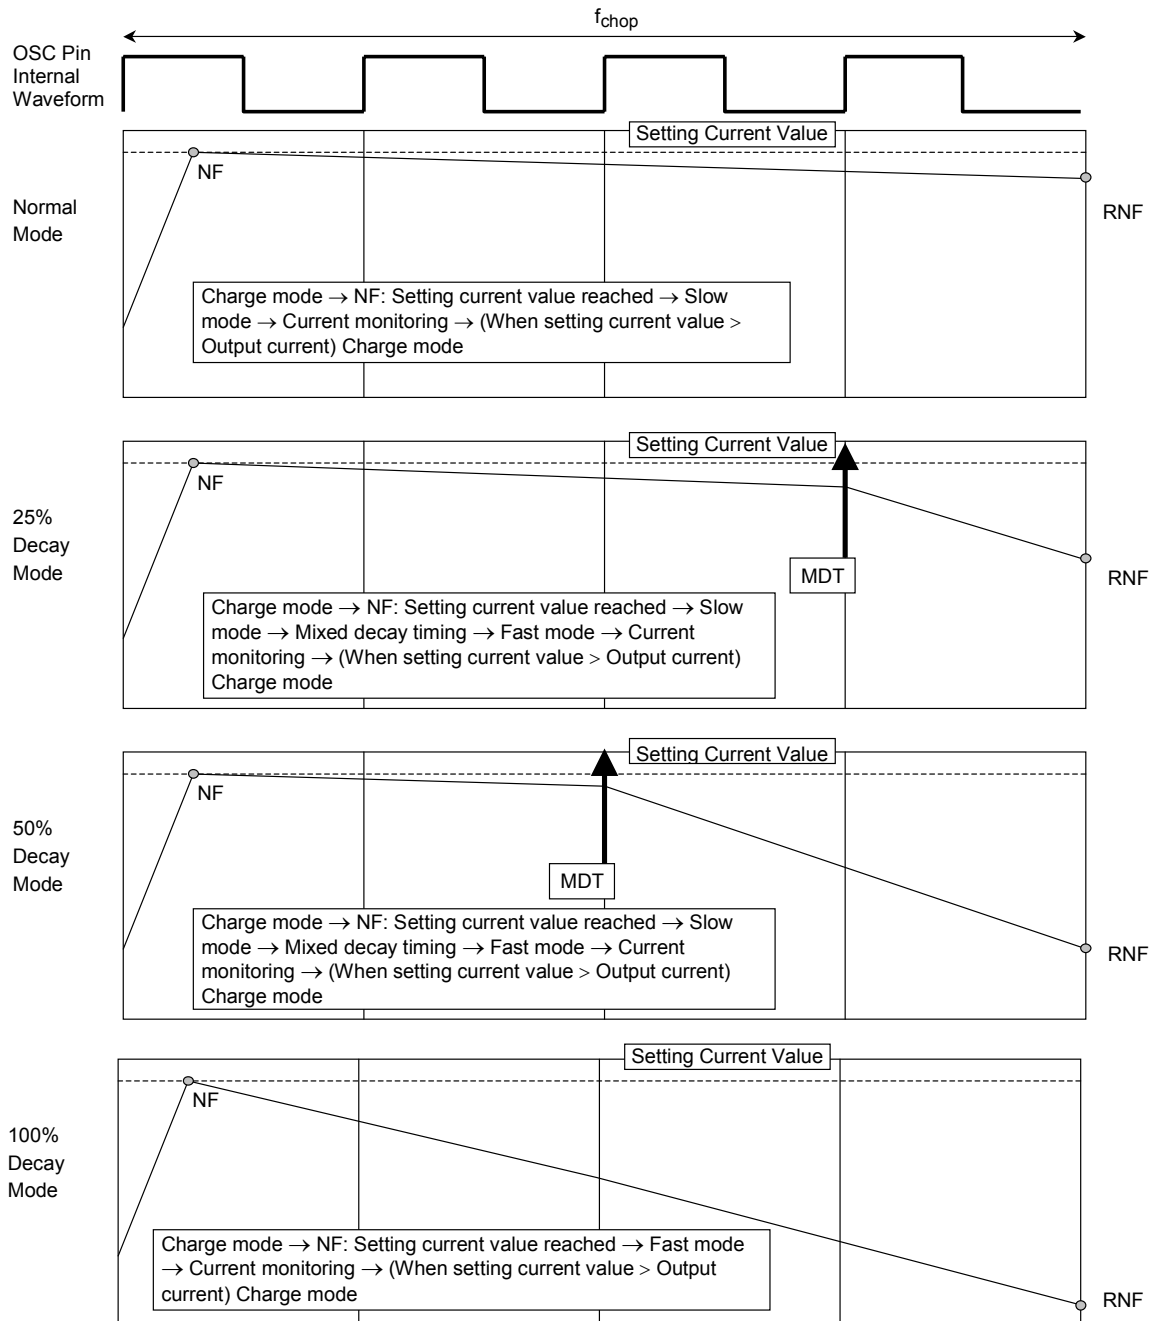 fchop
OSC Pin
Internal
Waveform
Setting Current Value
NF
Normal
Mode
RNF
Charge mode → NF: Setting current value reached → Slow
mode → Current monitoring → (When setting current value >
Output current) Charge mode
Setting Current Value
NF
25%
Decay
Mode
MDT
RNF
Charge mode → NF: Setting current value reached → Slow
mode → Mixed decay timing → Fast mode → Current
monitoring → (When setting current value > Output current)
Charge mode
Setting Current Value
NF
50%
Decay
Mode
MDT
RNF
Charge mode → NF: Setting current value reached → Slow
mode → Mixed decay timing → Fast mode → Current
monitoring → (When setting current value > Output current)
Charge mode
Setting Current Value
NF
100%
Decay
Mode
Charge mode → NF: Setting current value reached → Fast mode
→ Current monitoring → (When setting current value > Output
current) Charge mode
RNF